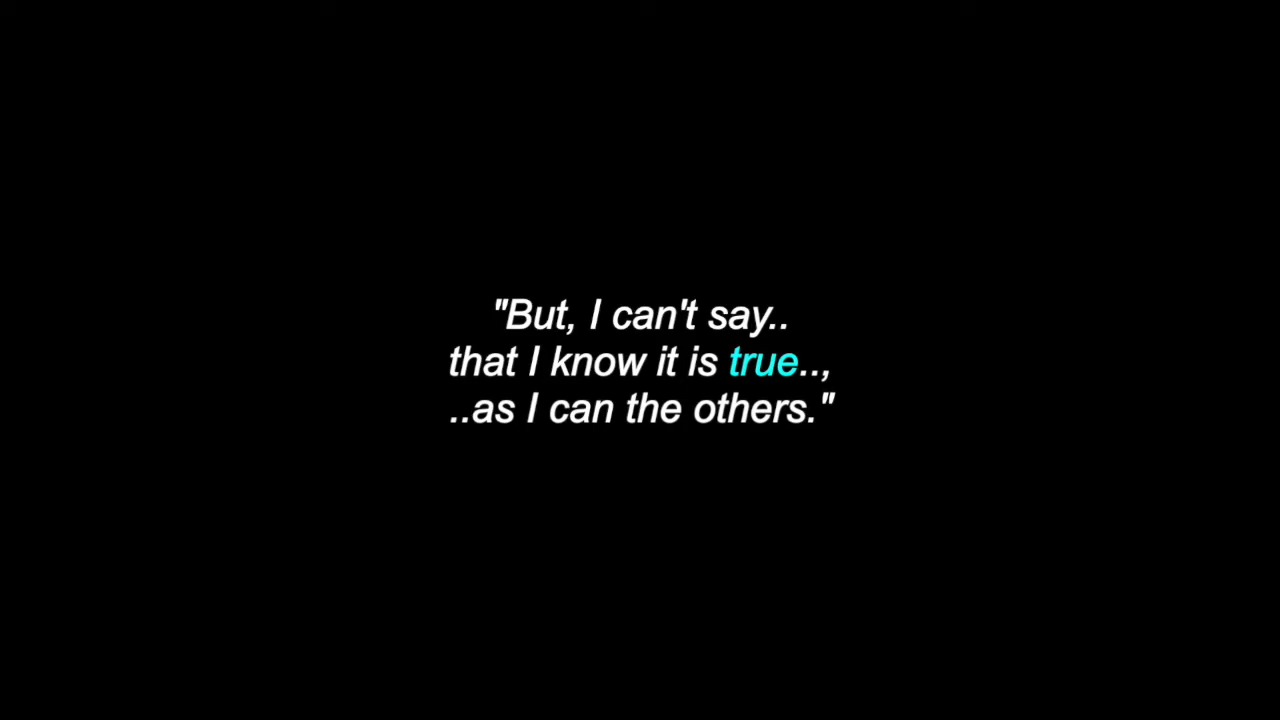 "But, I can't say..
that I know it is true..,
..as I can the others."